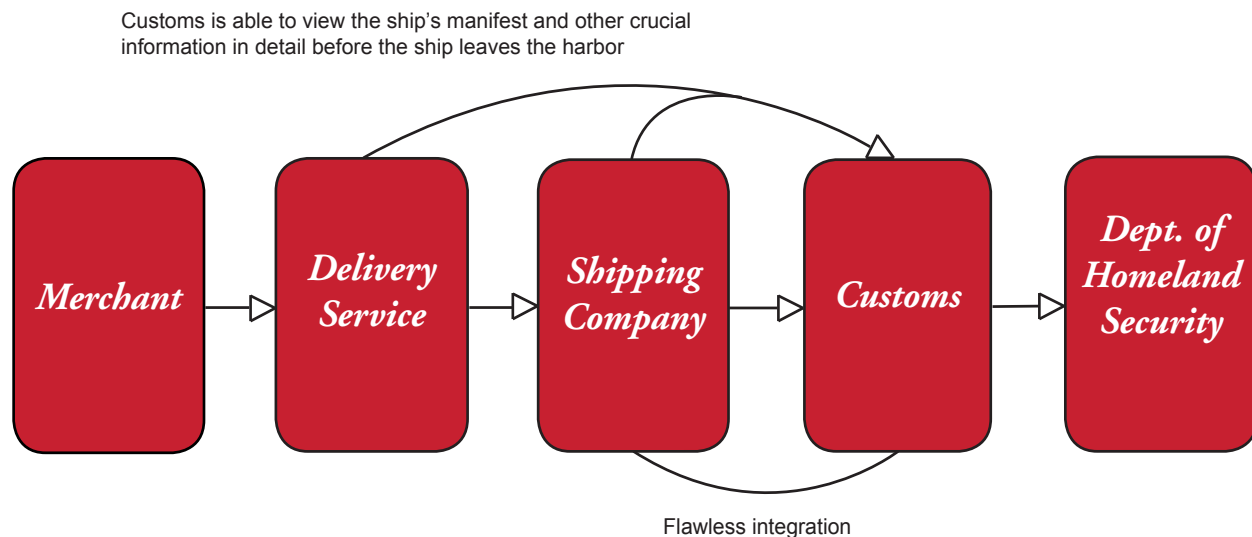 Customs is able to view the ship’s manifest and other crucial
information in detail before the ship leaves the harbor
Merchant
Delivery
Service
Shipping
Company
Customs
Dept. of
Homeland
Security
Flawless integration